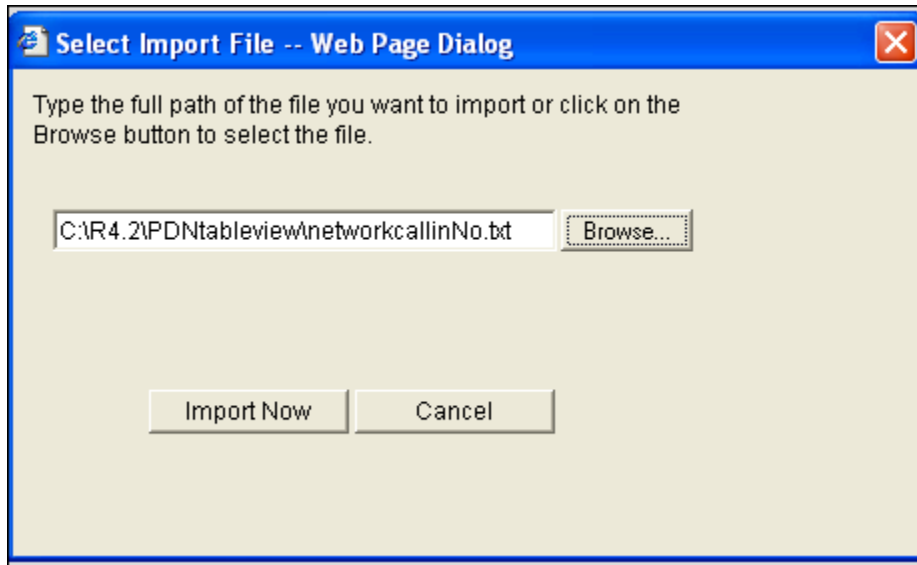 Select Import File -- Web Page Dialog
Type the full path of the file you want to import or click on the
Browse button to select the file.
C:\R4.2\PDNtableview\networkcallinNo.txt
Browse...
Import Now
Cancel